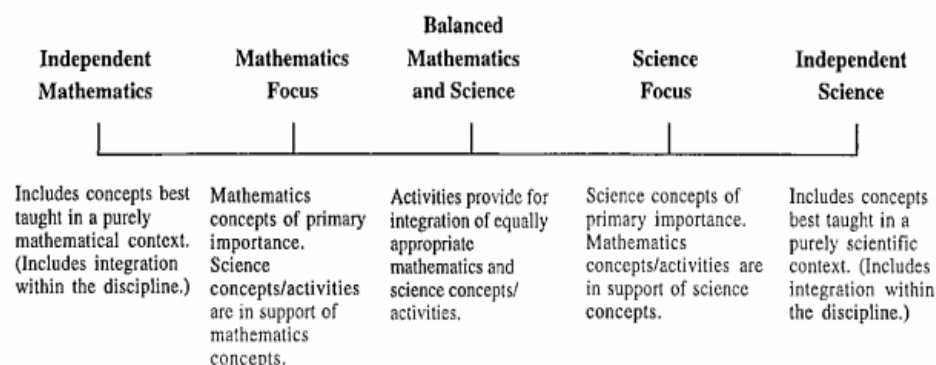 Independent
Mathematics
Mathematics
Focus
Balanced
Mathematics
and Science
Science
Focus
Independent
Science
Includes concepts best
taught in a purely
mathematical context.
(Includes integration
within the discipline.)
Mathematics
concepts of primary
importance.
Science
concepts/activities
are in support of
mathematics
concepts.
Activities provide for
integration of equally
appropriate
mathematics and
science concepts/
activities.
Science concepts of
primary importance.
Mathematics
concepts/activities are
in support of science
concepts.
Includes concepts
best taught in a
purely scientific
context. (Includes
integration within
the discipline.)